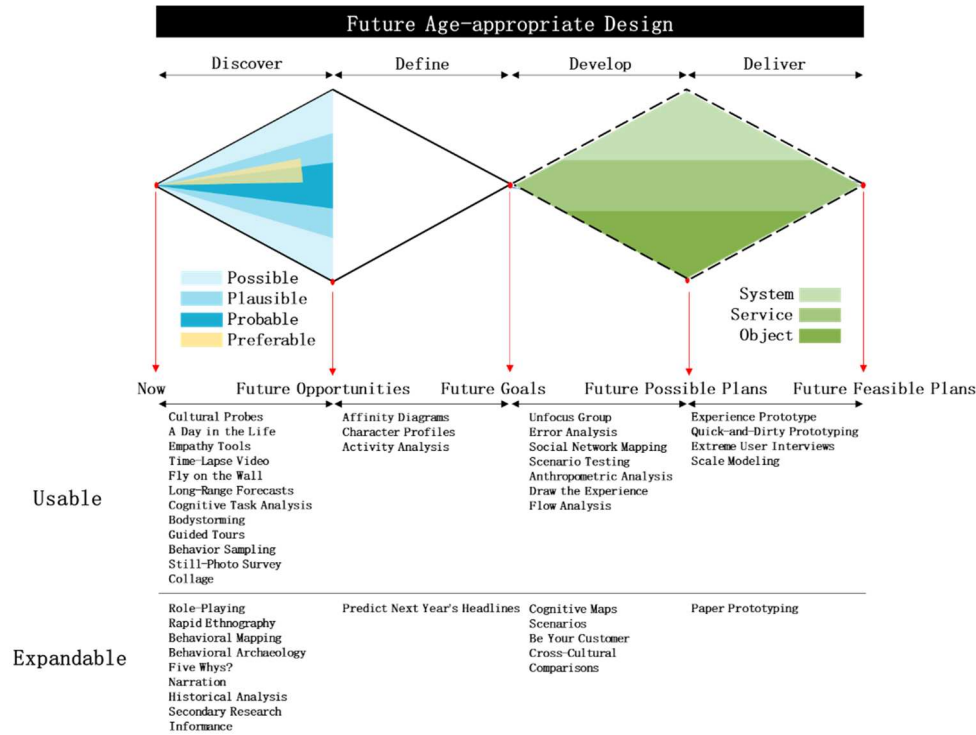 Future Age-appropriate Design
Discover
Define
Develop
Deliver
Possible
Plausible
Probable
Preferable
System
Service
Object
Now
Future Opportunities
Future Goals
Future Possible Plans
Future Feasible Plans
Usable
Cultural Probes
A Day in the Life
Empathy Tools
Time-Lapse Video
Fly on the Wall
Long-Range Forecasts
Cognitive Task Analysis
Bodystorming
Guided Tours
Behavior Sampling
Still-Photo Survey
Collage
Affinity Diagrams
Character Profiles
Activity Analysis
Unfocus Group
Error Analysis
Social Network Mapping
Scenario Testing
Anthropometric Analysis
Draw the Experience
Flow Analysis
Experience Prototype
Quick-and-Dirty Prototyping
Extreme User Interviews
Scale Modeling
Expandable
Role-Playing
Rapid Ethnography
Behavioral Mapping
Behavioral Archaeology
Five Whys?
Narration
Historical Analysis
Secondary Research
Informance
Predict Next Year's Headlines
Cognitive Maps
Scenarios
Be Your Customer
Cross-Cultural
Comparisons
Paper Prototyping